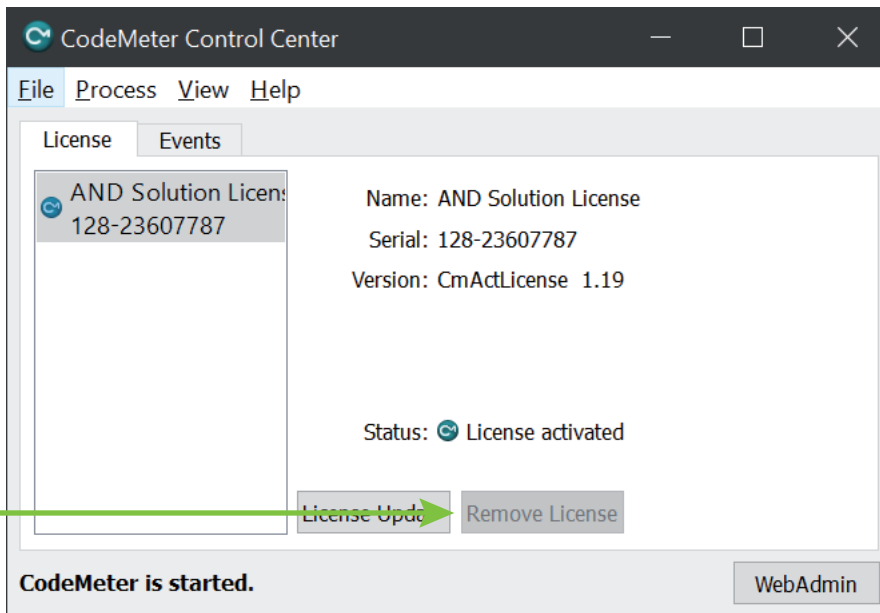 CodeMeter Control Center
File Process View Help
License Events
AND Solution Licens
128-23607787
Name: AND Solution License
Serial: 128-23607787
Version: CmActLicense 1.19
Status: License activated
License Upda
Remove License
CodeMeter is started.
WebAdmin